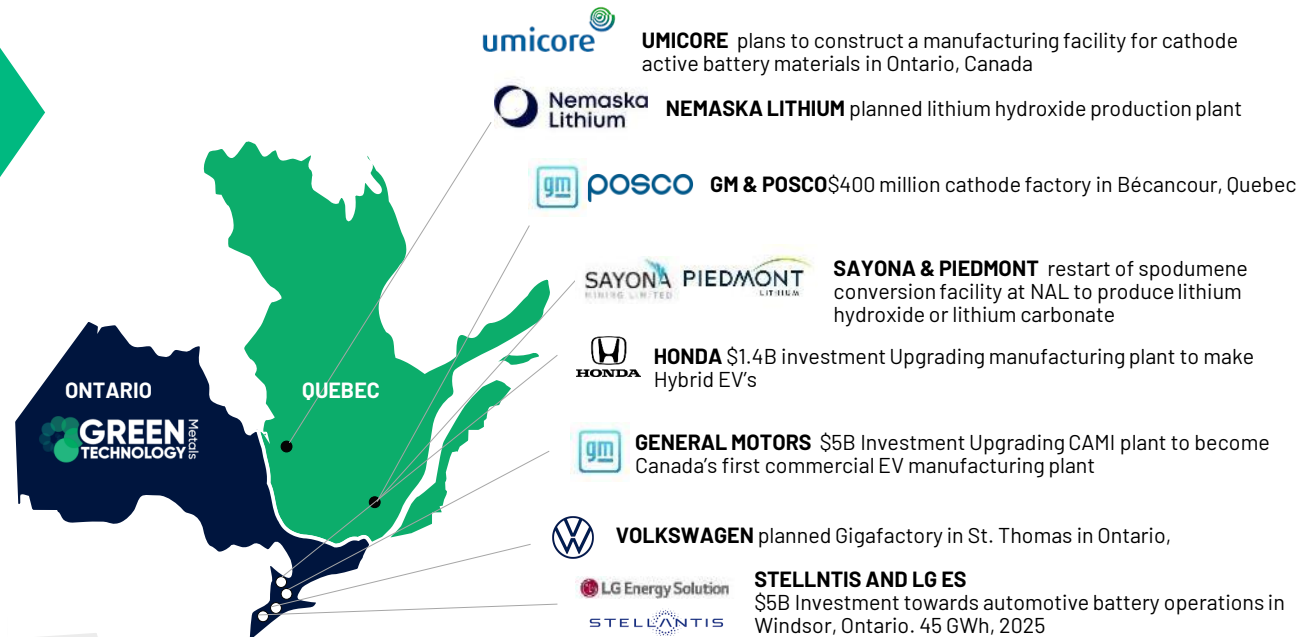 umicore
UMICORE plans to construct a manufacturing facility for cathode
active battery materials in Ontario, Canada
Nemaska
Lithium
NEMASKA LITHIUM planned lithium hydroxide production plant
gm posco
GM & POSCO$400 million cathode factory in Bécancour, Quebec
SAYONA
MINING LIMITED
PIEDMONT
LITHIUM
SAYONA & PIEDMONT restart of spodumene
conversion facility at NAL to produce lithium
hydroxide or lithium carbonate
HONDA
HONDA $1.4B investment Upgrading manufacturing plant to make
Hybrid EV's
ONTARIO
QUEBEC
GREEN
TECHNOLOGY
Metals
gm
GENERAL MOTORS $5B Investment Upgrading CAMI plant to become
Canada's first commercial EV manufacturing plant
VOLKSWAGEN planned Gigafactory in St. Thomas in Ontario,
LG Energy Solution
STELLANTIS
STELLNTIS AND LG ES
$5B Investment towards automotive battery operations in
Windsor, Ontario. 45 GWh, 2025